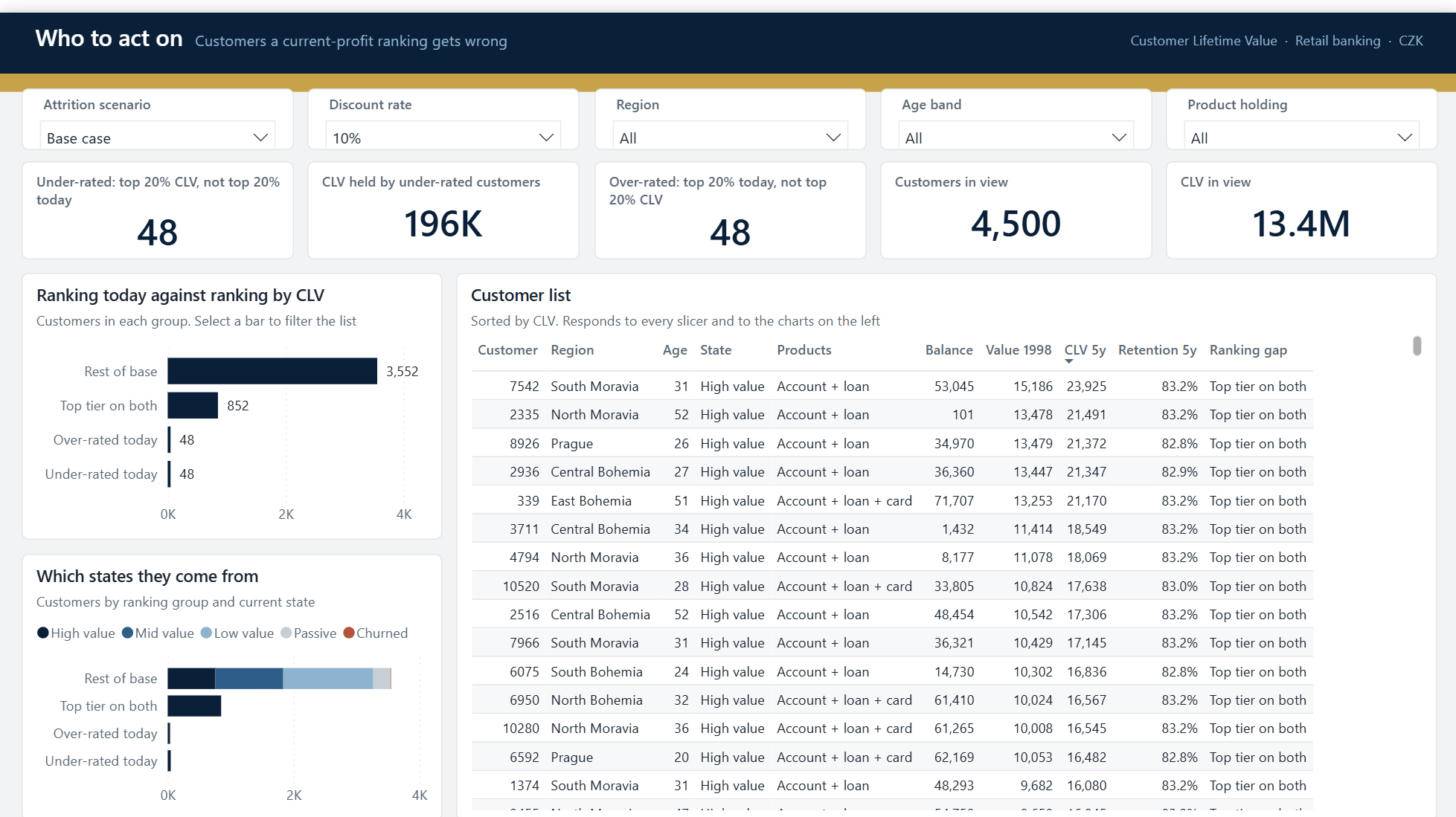 Who to act on Customers a current-profit ranking gets wrong Customer Lifetime Value · Retail banking · CZK
Attrition scenario Discount rate Region Age band Product holding
Base case 10% All All All
Under-rated: top 20% CLV, not top 20% today
48
CLV held by under-rated customers
196K
Over-rated: top 20% today, not top 20% CLV
48
Customers in view
4,500
CLV in view
13.4M
Ranking today against ranking by CLV
Customers in each group. Select a bar to filter the list
Rest of base 3,552
Top tier on both 852
Over-rated today 48
Under-rated today 48
0K 2K 4K
Which states they come from
Customers by ranking group and current state
High value Mid value Low value Passive Churned
Rest of base
Top tier on both
Over-rated today
Under-rated today
0K 2K 4K
Customer list
Sorted by CLV. Responds to every slicer and to the charts on the left
Customer Region Age State Products Balance Value 1998 CLV 5y Retention 5y Ranking gap
7542 South Moravia 31 High value Account + loan 53,045 15,186 23,925 83.2% Top tier on both
2335 North Moravia 52 High value Account + loan 101 13,478 21,491 83.2% Top tier on both
8926 Prague 26 High value Account + loan 34,970 13,479 21,372 82.8% Top tier on both
2936 Central Bohemia 27 High value Account + loan 36,360 13,447 21,347 82.9% Top tier on both
339 East Bohemia 51 High value Account + loan + card 71,707 13,253 21,170 83.2% Top tier on both
3711 Central Bohemia 34 High value Account + loan 1,432 11,414 18,549 83.2% Top tier on both
4794 North Moravia 36 High value Account + loan 8,177 11,078 18,069 83.2% Top tier on both
10520 South Moravia 28 High value Account + loan + card 33,805 10,824 17,638 83.0% Top tier on both
2516 Central Bohemia 52 High value Account + loan 48,454 10,542 17,306 83.2% Top tier on both
7966 South Moravia 31 High value Account + loan 36,321 10,429 17,145 83.2% Top tier on both
6075 South Bohemia 24 High value Account + loan 14,730 10,302 16,836 82.8% Top tier on both
6950 North Bohemia 32 High value Account + loan + card 61,410 10,024 16,567 83.2% Top tier on both
10280 North Moravia 36 High value Account + loan + card 61,265 10,008 16,545 83.2% Top tier on both
6592 Prague 20 High value Account + loan + card 62,169 10,053 16,482 82.8% Top tier on both
1374 South Moravia 31 High value Account + loan 48,293 9,682 16,080 83.2% Top tier on both